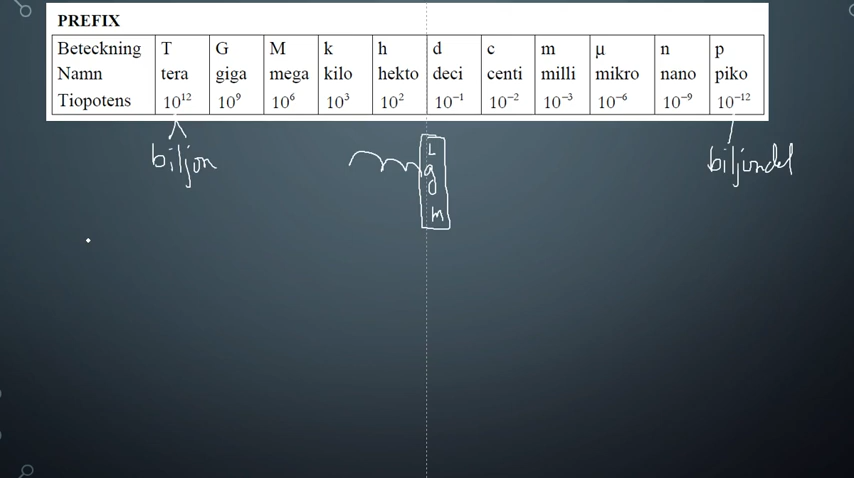 PREFIX
Beteckning T G M k h d c m μ n p
Namn tera giga mega kilo hekto deci centi milli mikro nano piko
Tiopotens 10¹² 10⁹ 10⁶ 10³ 10² 10⁻¹ 10⁻² 10⁻³ 10⁻⁶ 10⁻⁹ 10⁻¹²
biljon L biljondel
g
m